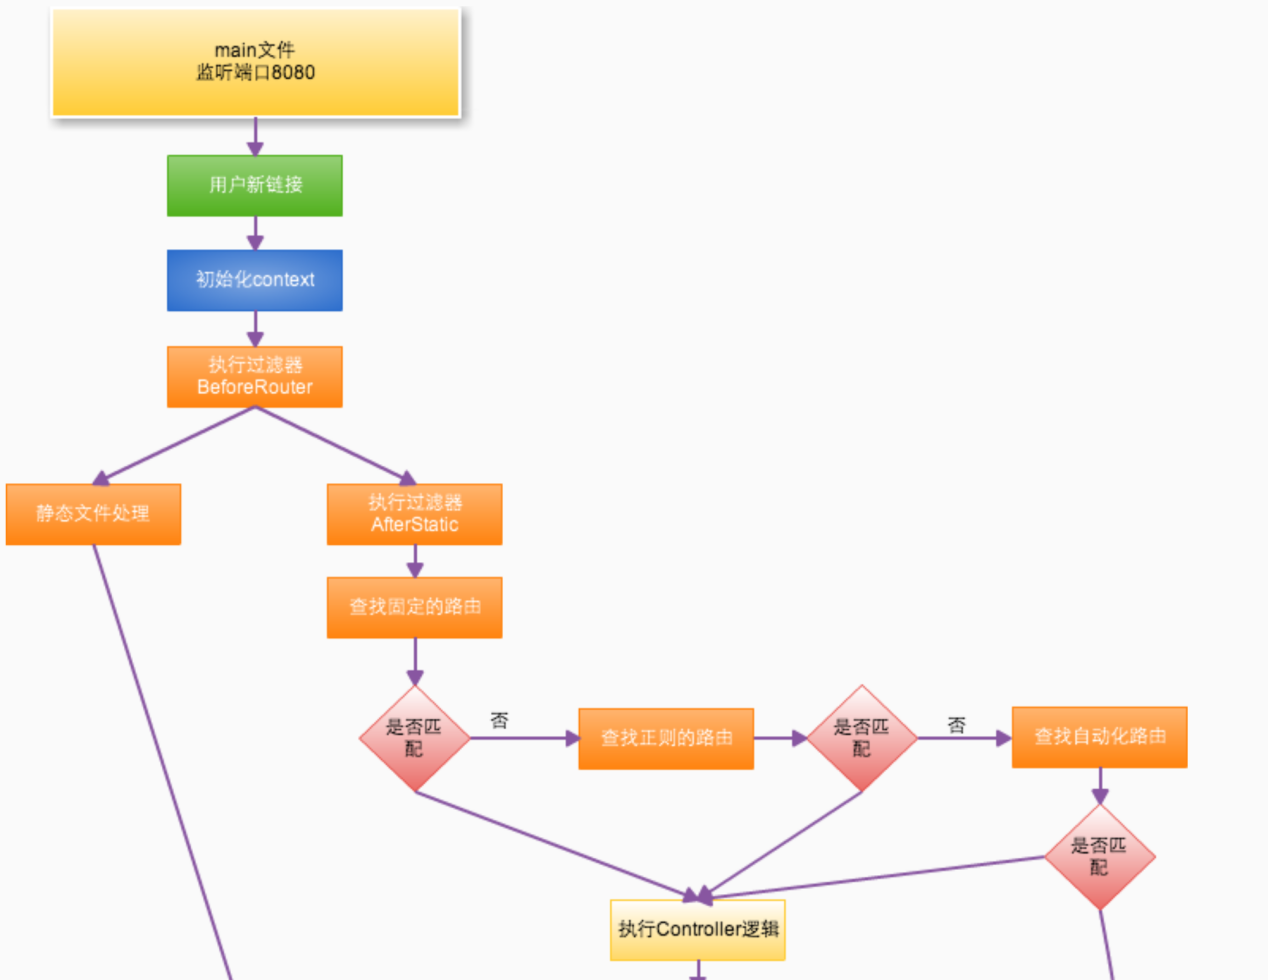 main文件
监听端口8080
用户新链接
初始化context
执行过滤器
BeforeRouter
静态文件处理
执行过滤器
AfterStatic
查找固定的路由
是否匹
配
否
查找正则的路由
是否匹
配
否
查找自动化路由
是否匹
配
执行Controller逻辑